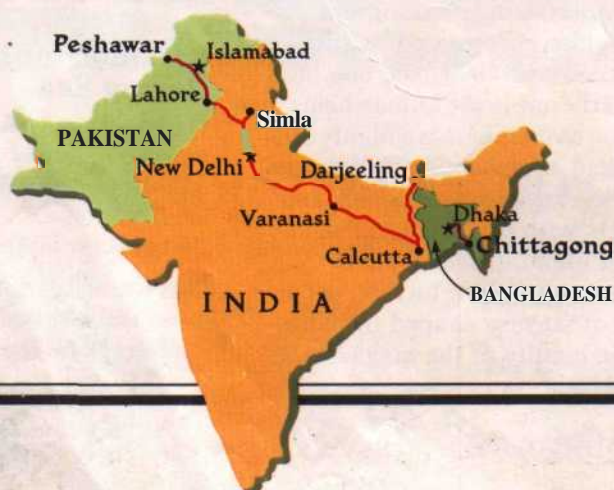 Peshawar
Islamabad
Lahore
Simla
PAKISTAN
New Delhi
Darjeeling
Varanasi
Dhaka
Calcutta
Chittagong
BANGLADESH
INDIA